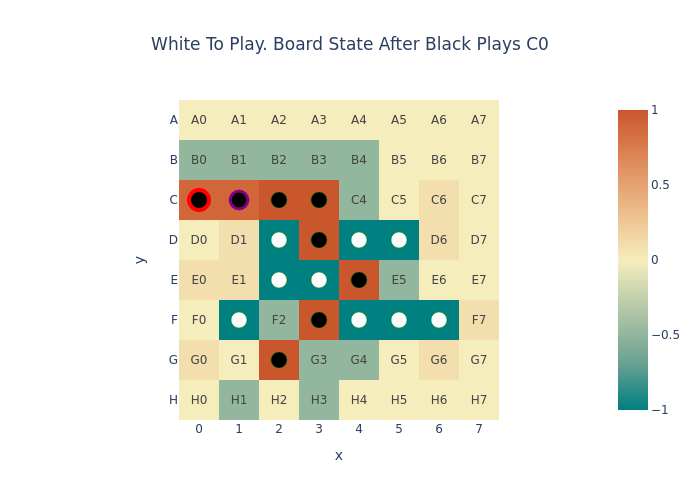 White To Play. Board State After Black Plays C0
A A0 A1 A2 A3 A4 A5 A6 A7
B B0 B1 B2 B3 B4 B5 B6 B7
C C4 C5 C6 C7
D D0 D1 D6 D7
E E0 E1 E5 E6 E7
F F0 F2 F7
G G0 G1 G3 G4 G5 G6 G7
H H0 H1 H2 H3 H4 H5 H6 H7
0 1 2 3 4 5 6 7
x
y
1
0.5
0
−0.5
−1